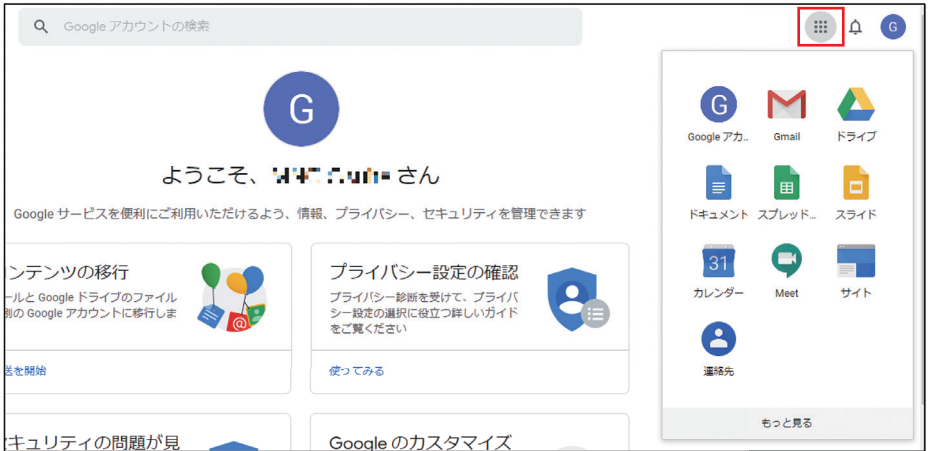 Google アカウントの検索
G
G
ようこそ、 さん
Google サービスを便利にご利用いただけるよう、情報、プライバシー、セキュリティを管理できます
ンテンツの移行
ールと Google ドライブのファイル
別の Google アカウントに移行しま
送を開始
プライバシー設定の確認
プライバシー診断を受けて、プライバ
シー設定の選択に役立つ詳しいガイド
をご覧ください
使ってみる
キュリティの問題が見
Google のカスタマイズ
G
Google アカ..
Gmail
ドライブ
ドキュメント
スプレッド...
スライド
31
カレンダー
Meet
サイト
連絡先
もっと見る